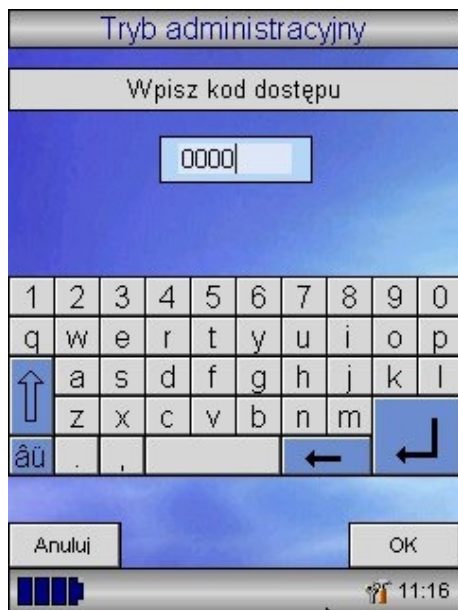 Tryb administracyjny
Wpisz kod dostępu
0000
1 2 3 4 5 6 7 8 9 0
q w e r t y u i o p
a s d f g h j k l
z x c v b n m
âü . ,
Anuluj OK
11:16